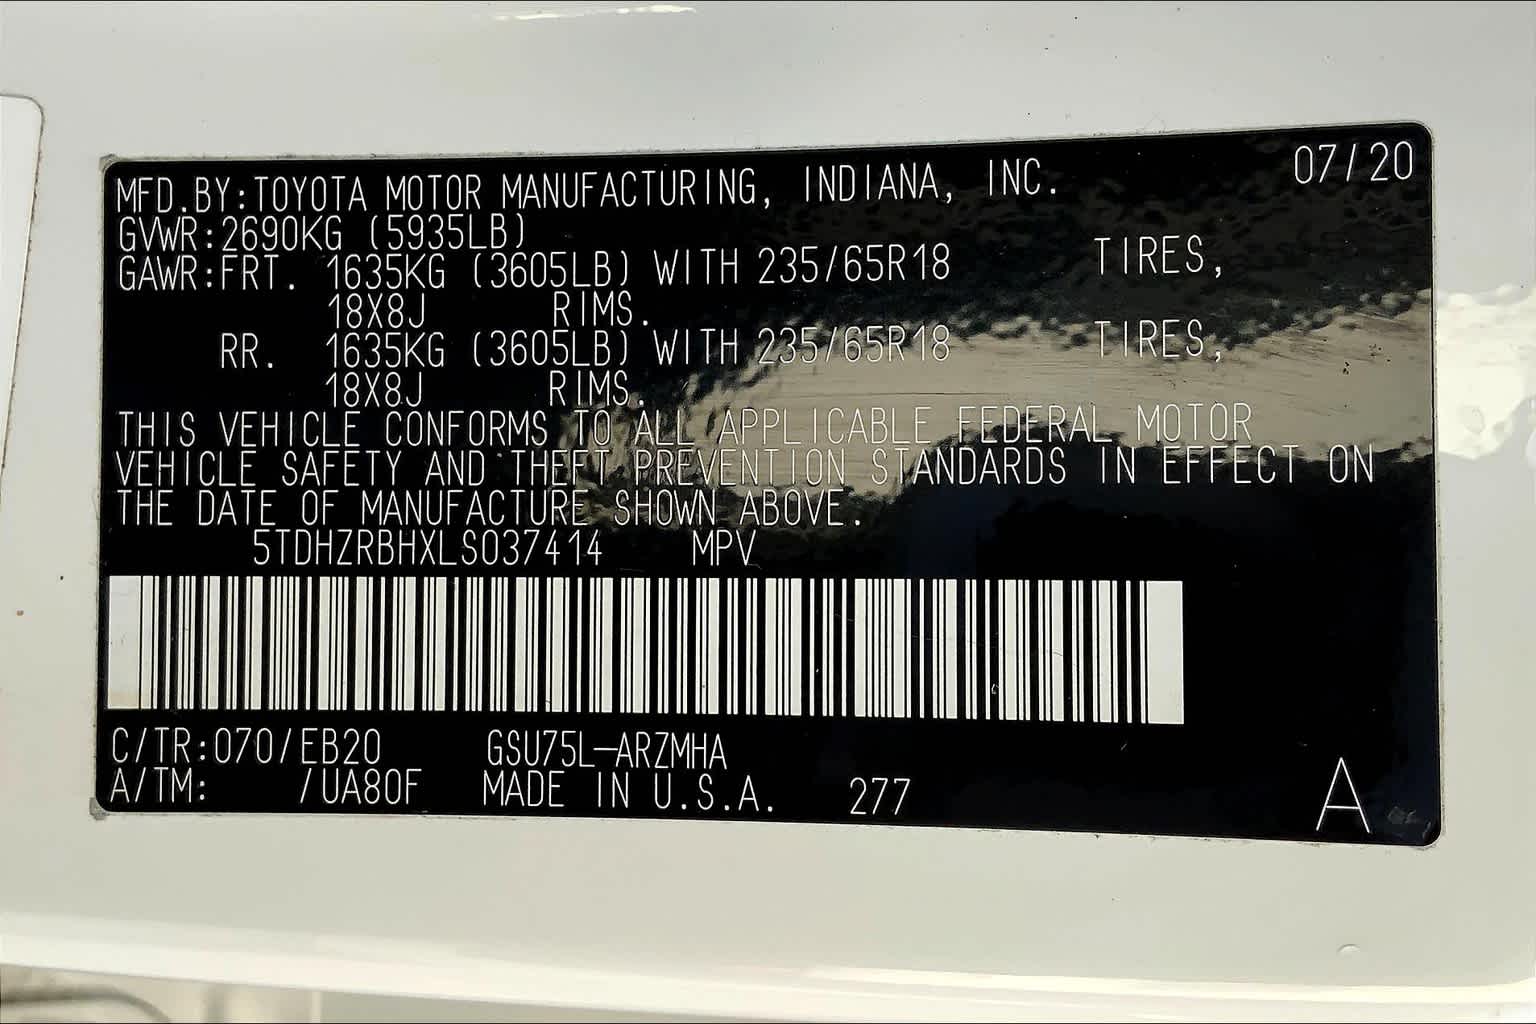 07/20
MFD.BY:TOYOTA MOTOR MANUFACTURING, INDIANA, INC.
GVWR:2690KG (5935LB)
GAWR:FRT. 1635KG (3605LB) WITH 235/65R18 TIRES,
18X8J RIMS.
RR. 1635KG (3605LB) WITH 235/65R18 TIRES,
18X8J RIMS.
THIS VEHICLE CONFORMS TO ALL APPLICABLE FEDERAL MOTOR
VEHICLE SAFETY AND THEFT PREVENTION STANDARDS IN EFFECT ON
THE DATE OF MANUFACTURE SHOWN ABOVE.
5TDHZRBHXLS037414 MPV
C/TR:070/EB20 GSU75L-ARZMHA
A/TM: /UA80F MADE IN U.S.A. 277
A